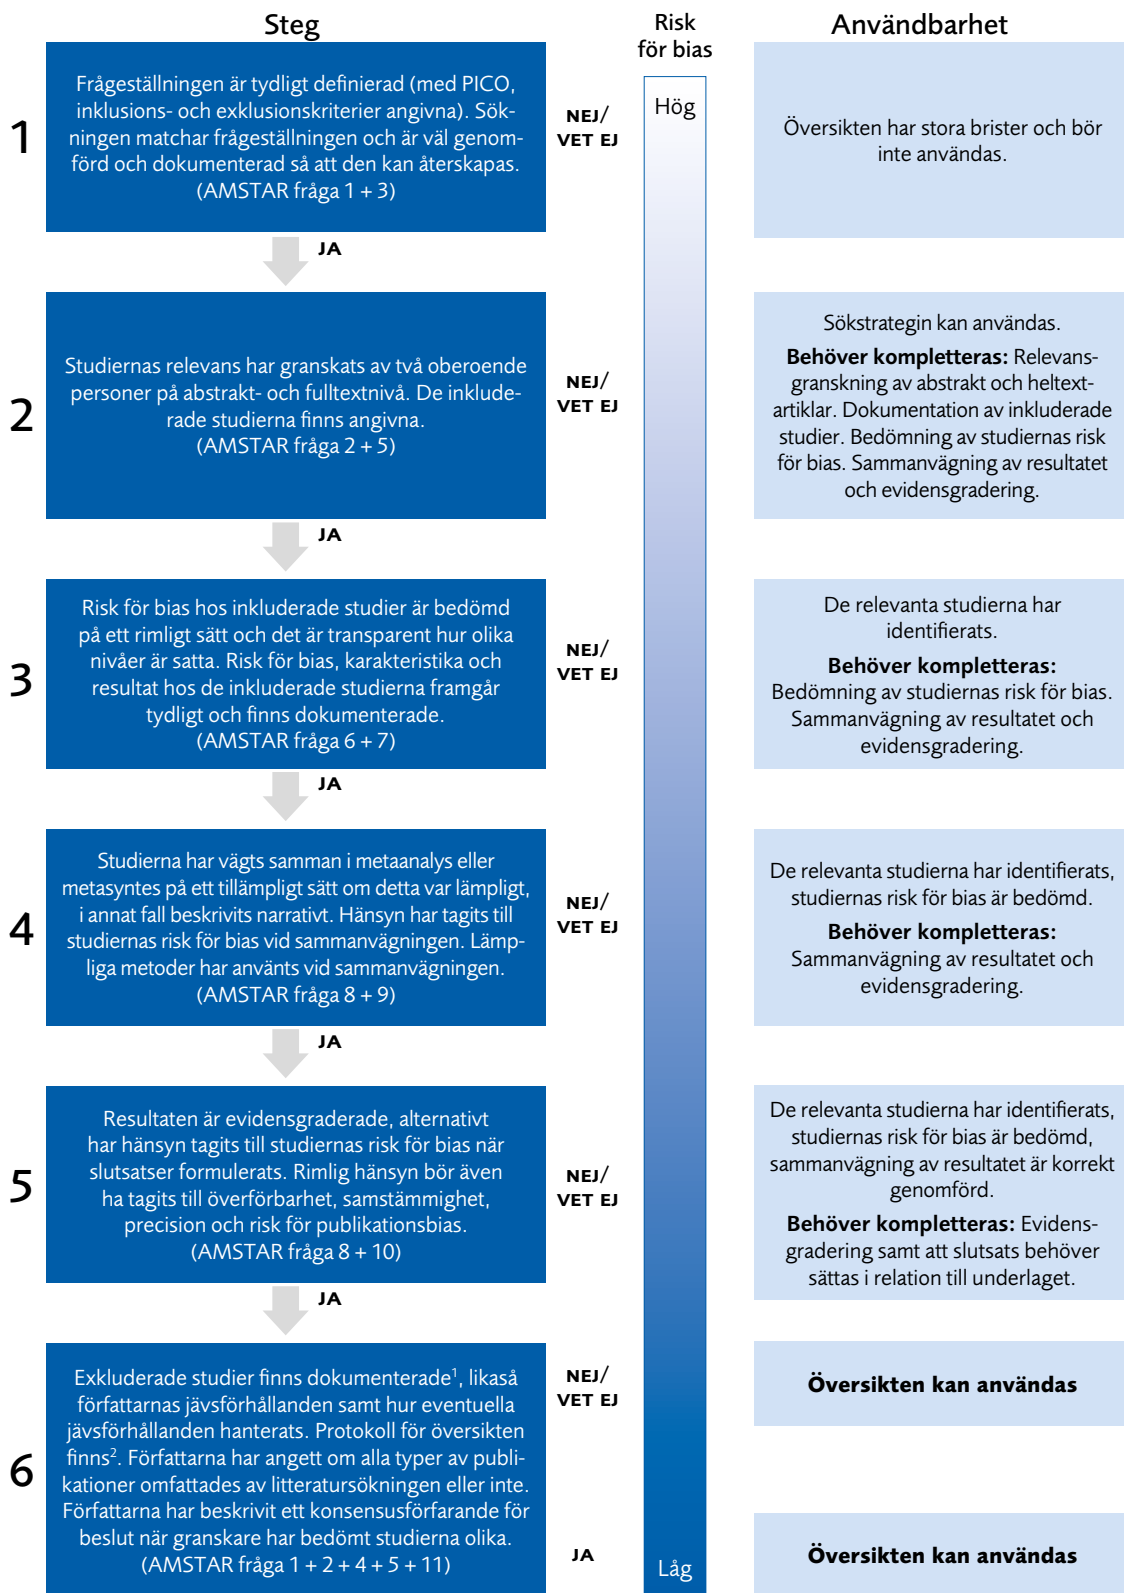 Steg
Risk
för bias
Användbarhet
1
Frågeställningen är tydligt definierad (med PICO,
inklusions- och exklusionskriterier angivna). Sök-
ningen matchar frågeställningen och är väl genom-
förd och dokumenterad så att den kan återskapas.
(AMSTAR fråga 1 + 3)
NEJ/
VET EJ
Hög
Översikten har stora brister och bör
inte användas.
JA
2
Studiernas relevans har granskats av två oberoende
personer på abstrakt- och fulltextnivå. De inklude-
rade studierna finns angivna.
(AMSTAR fråga 2 + 5)
NEJ/
VET EJ
Sökstrategin kan användas.
Behöver kompletteras: Relevans-
granskning av abstrakt och heltext-
artiklar. Dokumentation av inkluderade
studier. Bedömning av studiernas risk
för bias. Sammanvägning av resultatet
och evidensgradering.
JA
3
Risk för bias hos inkluderade studier är bedömd
på ett rimligt sätt och det är transparent hur olika
nivåer är satta. Risk för bias, karakteristika och
resultat hos de inkluderade studierna framgår
tydligt och finns dokumenterade.
(AMSTAR fråga 6 + 7)
NEJ/
VET EJ
De relevanta studierna har
identifierats.
Behöver kompletteras:
Bedömning av studiernas risk för bias.
Sammanvägning av resultatet och
evidensgradering.
JA
4
Studierna har vägts samman i metaanalys eller
metasyntes på ett tillämpligt sätt om detta var lämpligt,
i annat fall beskrivits narrativt. Hänsyn har tagits till
studiernas risk för bias vid sammanvägningen. Lämp-
liga metoder har använts vid sammanvägningen.
(AMSTAR fråga 8 + 9)
NEJ/
VET EJ
De relevanta studierna har identifierats,
studiernas risk för bias är bedömd.
Behöver kompletteras:
Sammanvägning av resultatet och
evidensgradering.
JA
5
Resultaten är evidensgraderade, alternativt
har hänsyn tagits till studiernas risk för bias när
slutsatser formulerats. Rimlig hänsyn bör även
ha tagits till överförbarhet, samstämmighet,
precision och risk för publikationsbias.
(AMSTAR fråga 8 + 10)
NEJ/
VET EJ
De relevanta studierna har identifierats,
studiernas risk för bias är bedömd,
sammanvägning av resultatet är korrekt
genomförd.
Behöver kompletteras: Evidens-
gradering samt att slutsats behöver
sättas i relation till underlaget.
JA
6
Exkluderade studier finns dokumenterade¹, likaså
författarnas jävsförhållanden samt hur eventuella
jävsförhållanden hanterats. Protokoll för översikten
finns². Författarna har angett om alla typer av publi-
kationer omfattades av litteratursökningen eller inte.
Författarna har beskrivit ett konsensusförfarande för
beslut när granskare har bedömt studierna olika.
(AMSTAR fråga 1 + 2 + 4 + 5 + 11)
NEJ/
VET EJ
Översikten kan användas
JA
Låg
Översikten kan användas